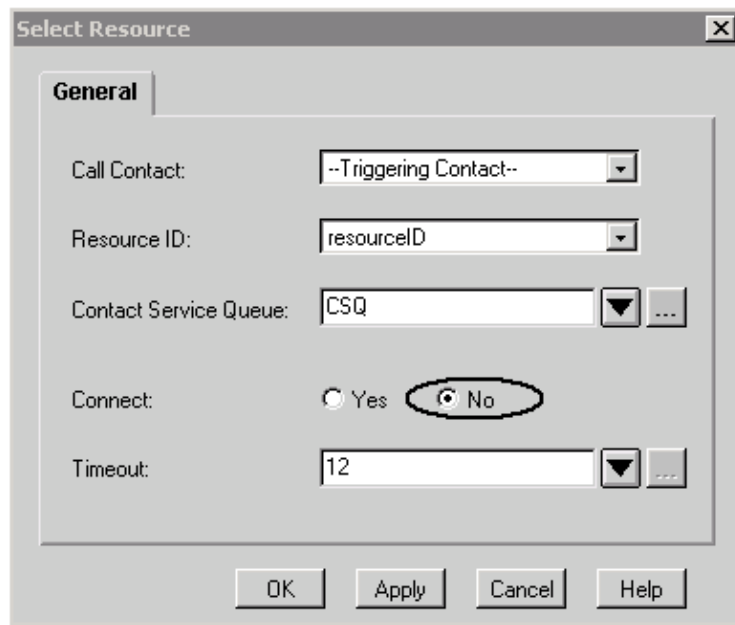 Select Resource
General
Call Contact: --Triggering Contact--
Resource ID: resourceID
Contact Service Queue: CSQ ...
Connect: Yes No
Timeout: 12 ...
OK Apply Cancel Help